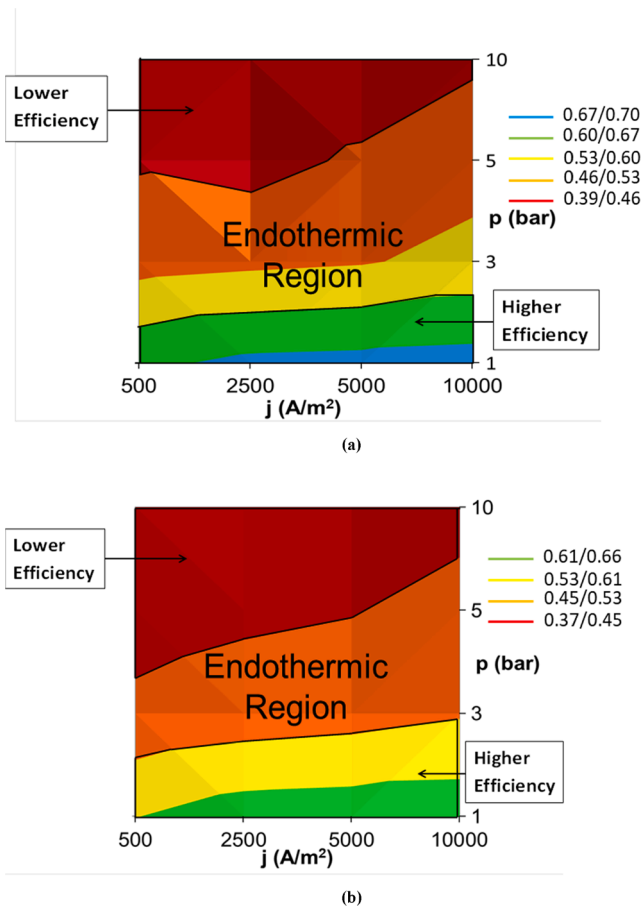 10
Lower
Efficiency
0.67/0.70
0.60/0.67
0.53/0.60
0.46/0.53
0.39/0.46
5
p (bar)
Endothermic
Region
3
Higher
Efficiency
1
500 2500 5000 10000
j (A/m²)
(a)
10
Lower
Efficiency
0.61/0.66
0.53/0.61
0.45/0.53
0.37/0.45
5
p (bar)
Endothermic
Region
3
Higher
Efficiency
1
500 2500 5000 10000
j (A/m²)
(b)